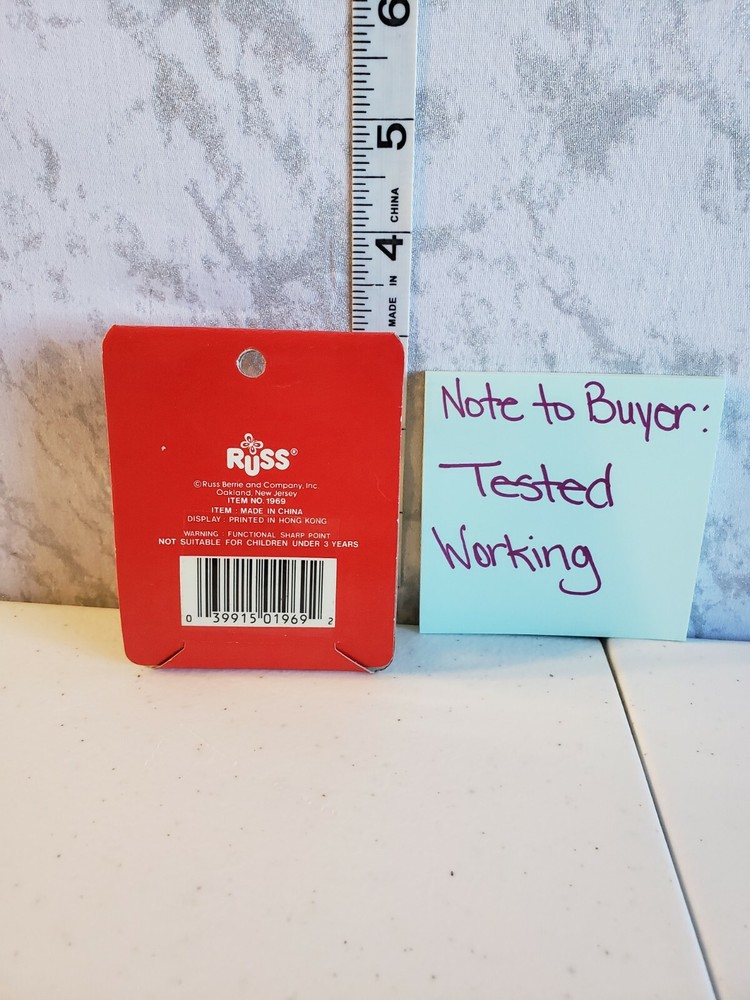 6
5
CHINA
4
MADE IN
RUSS®
©Russ Berrie and Company, Inc.
Oakland, New Jersey
ITEM NO. 1969
ITEM : MADE IN CHINA
DISPLAY : PRINTED IN HONG KONG
WARNING : FUNCTIONAL SHARP POINT
NOT SUITABLE FOR CHILDREN UNDER 3 YEARS
0 39915 01969 2
Note to Buyer:
Tested
Working